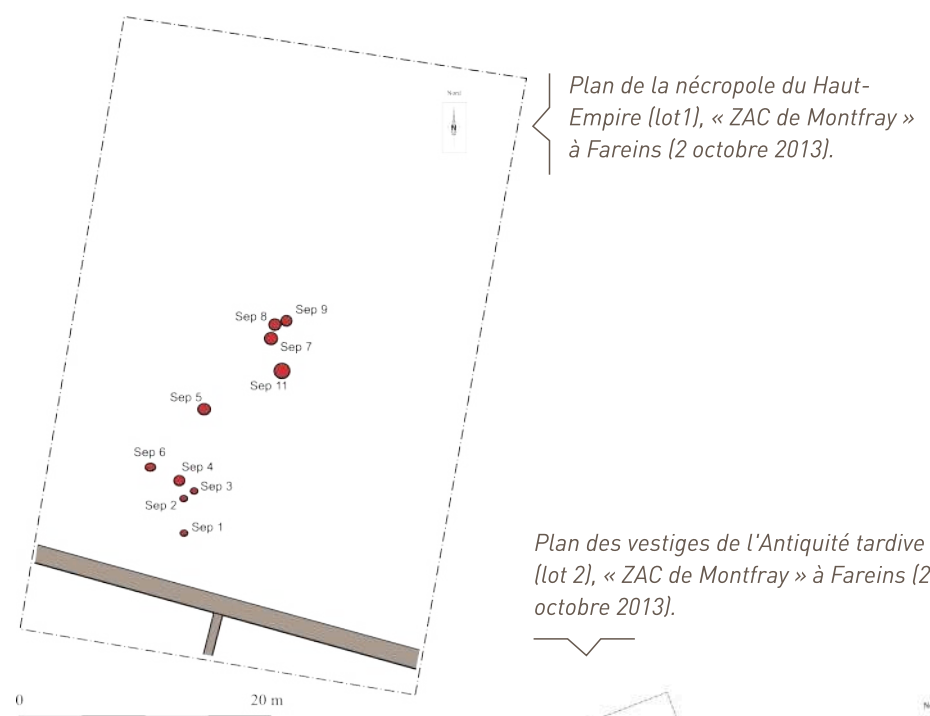 Plan de la nécropole du Haut-
Empire (lot1), « ZAC de Montfray »
à Fareins (2 octobre 2013).
Nord
N
Sep 8
Sep 9
Sep 7
Sep 11
Sep 5
Sep 6
Sep 4
Sep 3
Sep 2
Sep 1
Plan des vestiges de l'Antiquité tardive
(lot 2), « ZAC de Montfray » à Fareins (2
octobre 2013).
0
20 m